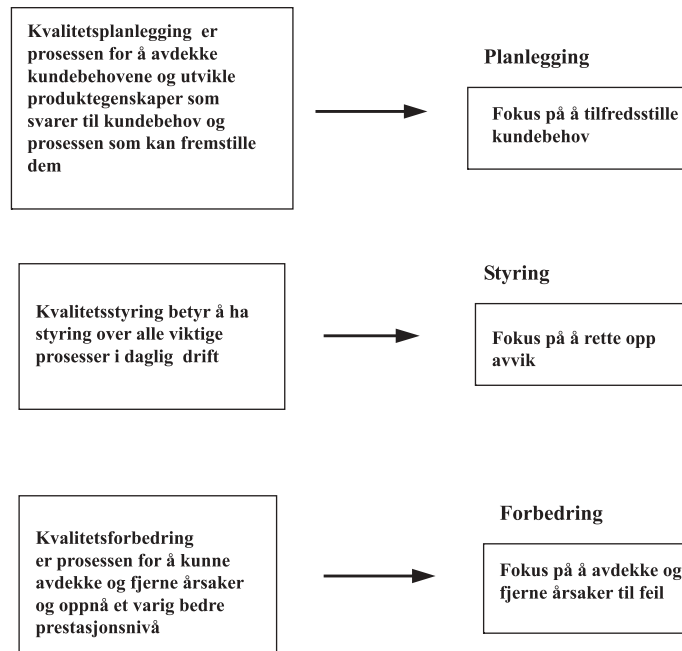 Kvalitetsplanlegging er
prosessen for å avdekke
kundebehovene og utvikle
produktegenskaper som
svarer til kundebehov og
prosessen som kan fremstille
dem
Planlegging
Fokus på å tilfredsstille
kundebehov
Kvalitetsstyring betyr å ha
styring over alle viktige
prosesser i daglig drift
Styring
Fokus på å rette opp
avvik
Kvalitetsforbedring
er prosessen for å kunne
avdekke og fjerne årsaker
og oppnå et varig bedre
prestasjonsnivå
Forbedring
Fokus på å avdekke og
fjerne årsaker til feil